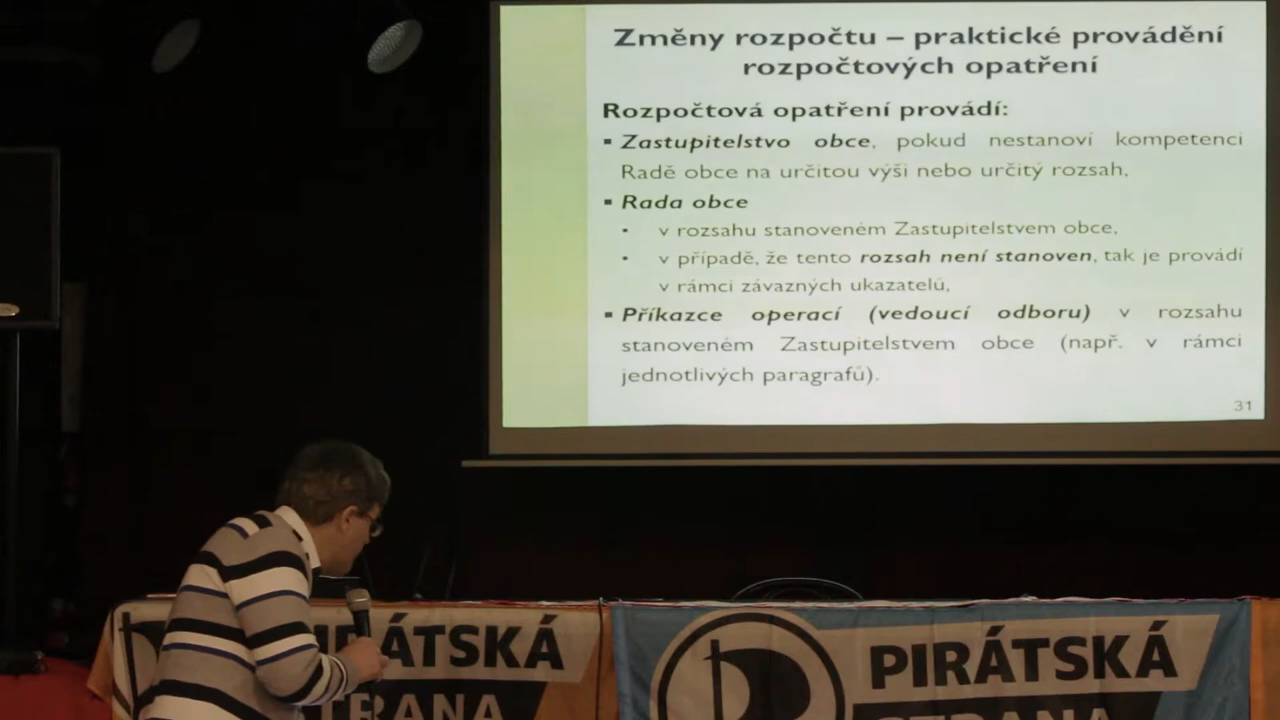 Změny rozpočtu – praktické provádění
rozpočtových opatření
Rozpočtová opatření provádí:
▪ Zastupitelstvo obce, pokud nestanoví kompetenci
Radě obce na určitou výši nebo určitý rozsah,
▪ Rada obce
• v rozsahu stanoveném Zastupitelstvem obce,
• v případě, že tento rozsah není stanoven, tak je provádí
v rámci závazných ukazatelů,
▪ Příkazce operací (vedoucí odboru) v rozsahu
stanoveném Zastupitelstvem obce (např. v rámci
jednotlivých paragrafů).
31
PIRÁTSKÁ
STRANA
PIRÁTSKÁ
STRANA